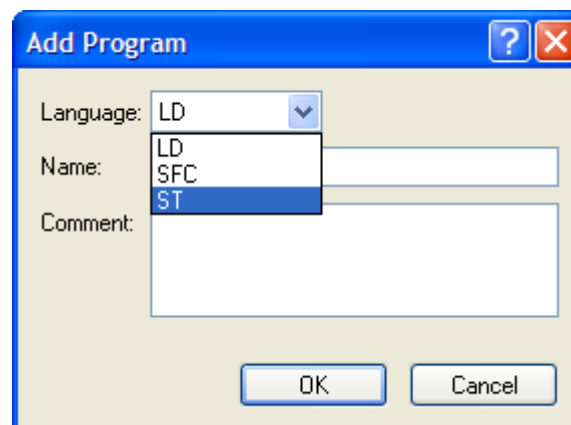 Add Program
Language: LD
LD
Name:
SFC
ST
Comment:
OK Cancel